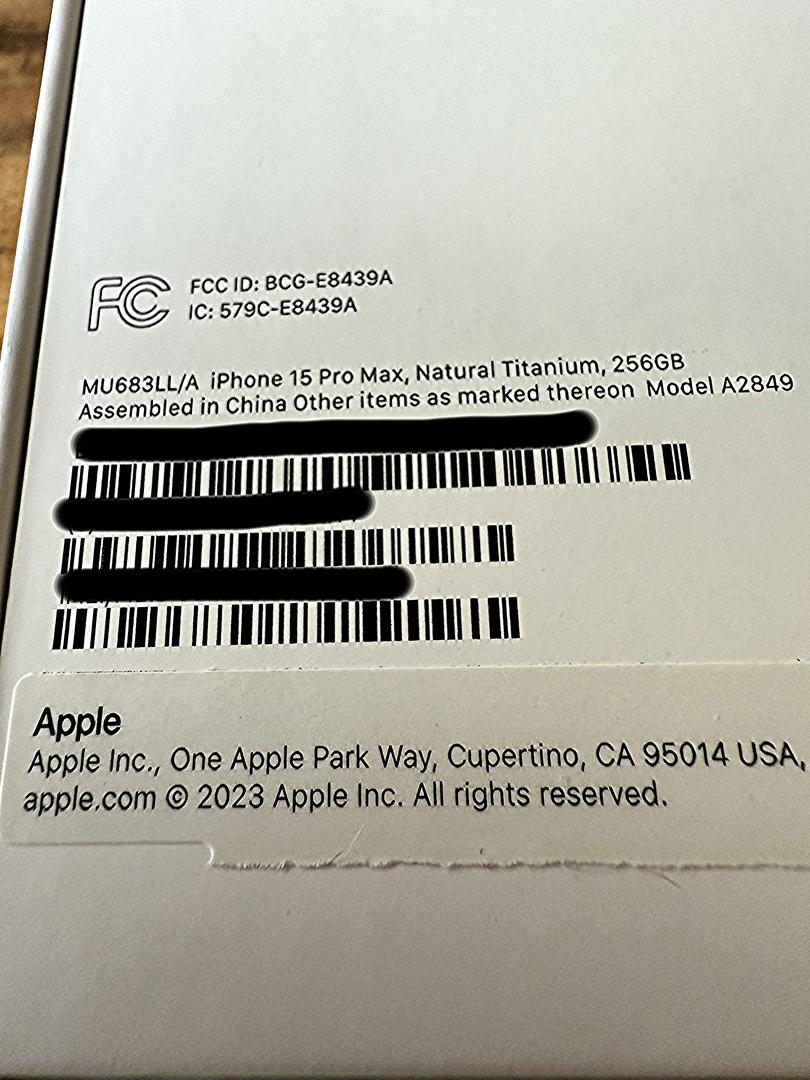 FC FCC ID: BCG-E8439A
IC: 579C-E8439A
MU683LL/A iPhone 15 Pro Max, Natural Titanium, 256GB
Assembled in China Other items as marked thereon Model A2849
Apple
Apple Inc., One Apple Park Way, Cupertino, CA 95014 USA,
apple.com © 2023 Apple Inc. All rights reserved.